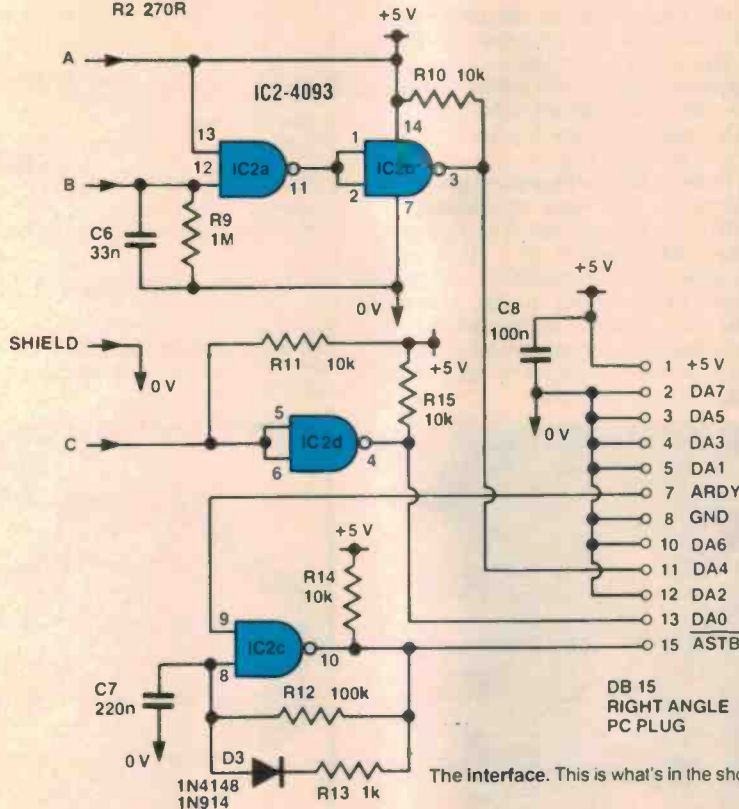 R2 270R
+5 V
A
R10 10k
IC2-4093
14
13
12
IC2a
11
1
2
IC2b
3
7
B
C6
33n
R9
1M
0 V
+5 V
C8
100n
SHIELD
0 V
R11 10k
+5 V
R15
10k
0 V
C
5
6
IC2d
4
1 +5 V
2 DA7
3 DA5
4 DA3
5 DA1
7 ARDY
8 GND
10 DA6
11 DA4
12 DA2
13 DA0
15 ASTB
+5 V
R14
10k
9
8
IC2c
10
C7
220n
R12 100k
0 V
D3
1N4148
1N914
R13 1k
DB 15
RIGHT ANGLE
PC PLUG
The interface. This is what's in the sho